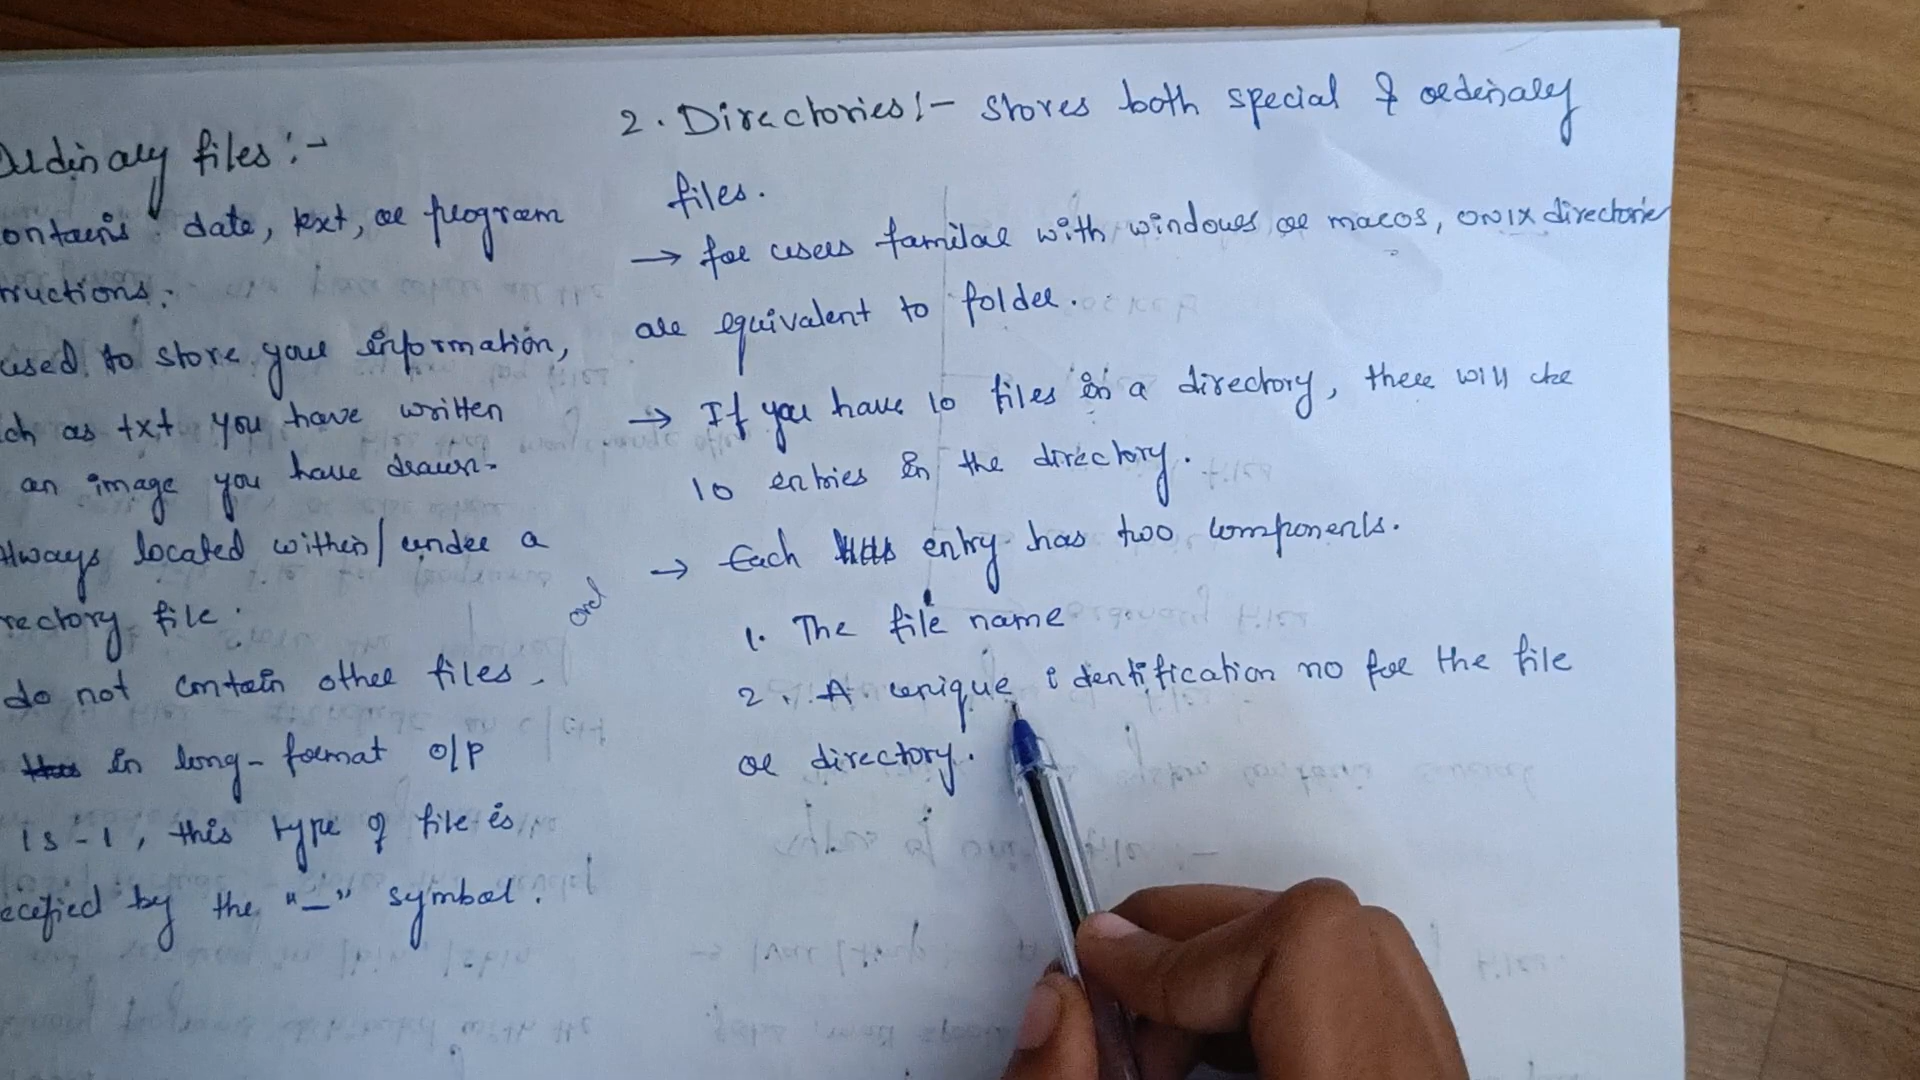 Ordinary files :-
ontains date, text, or program
tructions.
used to store your information,
ch as txt you have written
an image you have drawn.
Always located within/under a
rectory file.
do not contain other files.
in long-format o/p
ls -l, this type of file is
ecified by the "_" symbol.
and
2. Directories :- stores both special & ordinary
files.
→ for users familar with windows or macos, UNIX directories
are equivalent to folder.
→ If you have 10 files in a directory, there will be
10 entries in the directory.
→ Each entry has two components.
1. The file name
2. A unique identification no for the file
or directory.